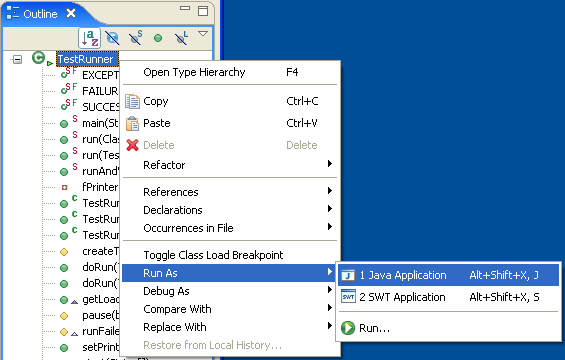 Outline
TestRunner
EXCEPT
FAILUR
SUCCES
main(St
run(Clas
run(Tes
runAndW
fPrinter
TestRun
TestRun
TestRun
createT
doRun(T
doRun(T
getLoad
pause(b
runFaile
setPrint
Open Type Hierarchy F4
Copy Ctrl+C
Paste Ctrl+V
Delete Delete
Refactor
References
Declarations
Occurrences in File
Toggle Class Load Breakpoint
Run As
Debug As
Compare With
Replace With
Restore from Local History...
1 Java Application Alt+Shift+X, J
2 SWT Application Alt+Shift+X, S
Run...